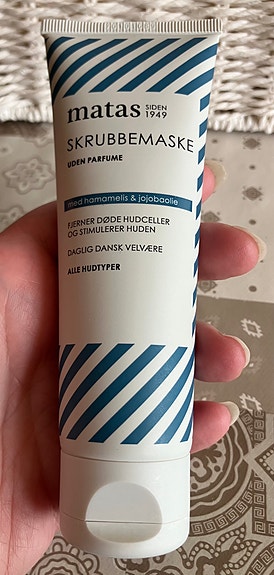 matas SIDEN 1949
SKRUBBEMASKE
UDEN PARFUME
med hamamelis & jojobaolie
FJERNER DØDE HUDCELLER
OG STIMULERER HUDEN
DAGLIG DANSK VELVÆRE
ALLE HUDTYPER